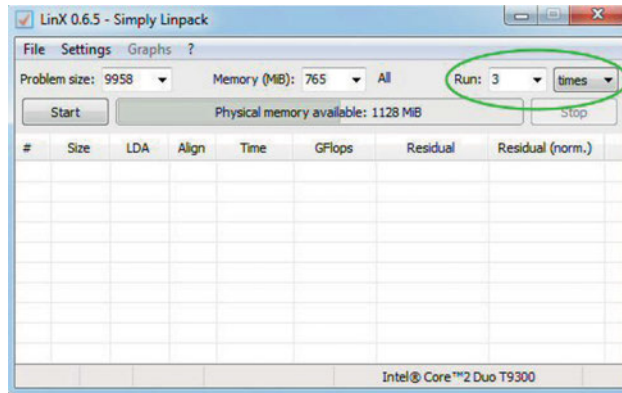 LinX 0.6.5 - Simply Linpack
File Settings Graphs ?
Problem size: 9958 Memory (MiB): 765 All Run: 3 times
Start Physical memory available: 1128 MiB Stop
# Size LDA Align Time GFlops Residual Residual (norm.)
Intel® Core™2 Duo T9300